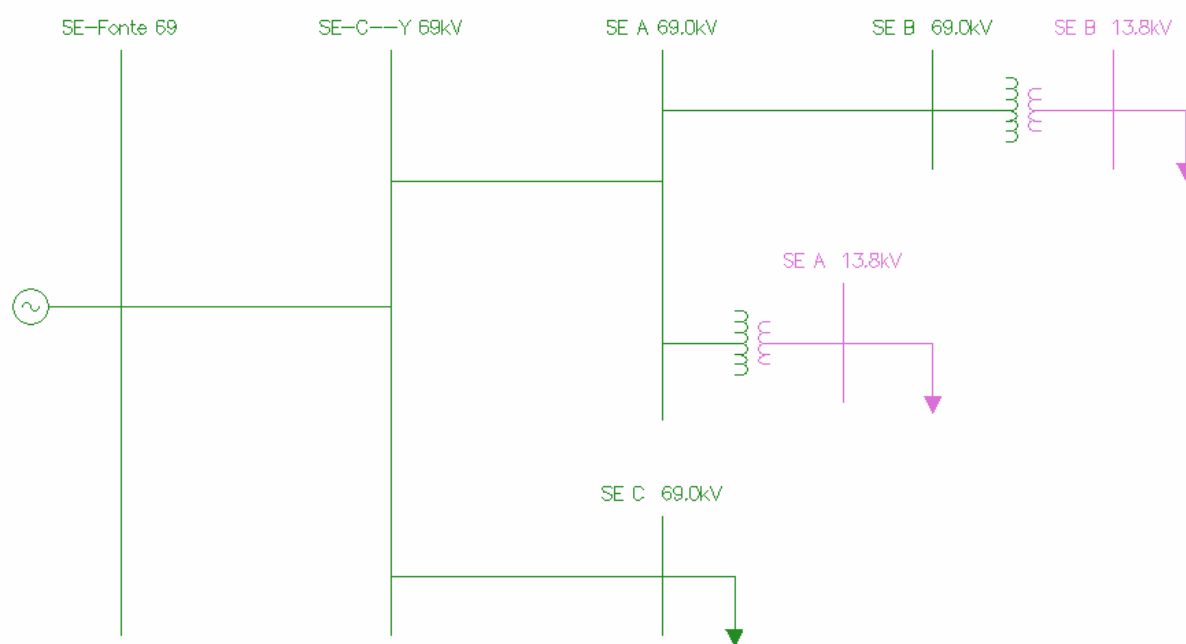 SE-Fonte 69
SE-C--Y 69kV
SE A 69.0kV
SE B 69.0kV
SE B 13.8kV
SE A 13.8kV
SE C 69.0kV